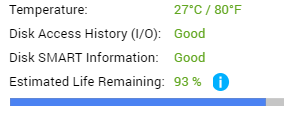 Temperature: 27°C / 80°F
Disk Access History (I/O): Good
Disk SMART Information: Good
Estimated Life Remaining: 93 % i